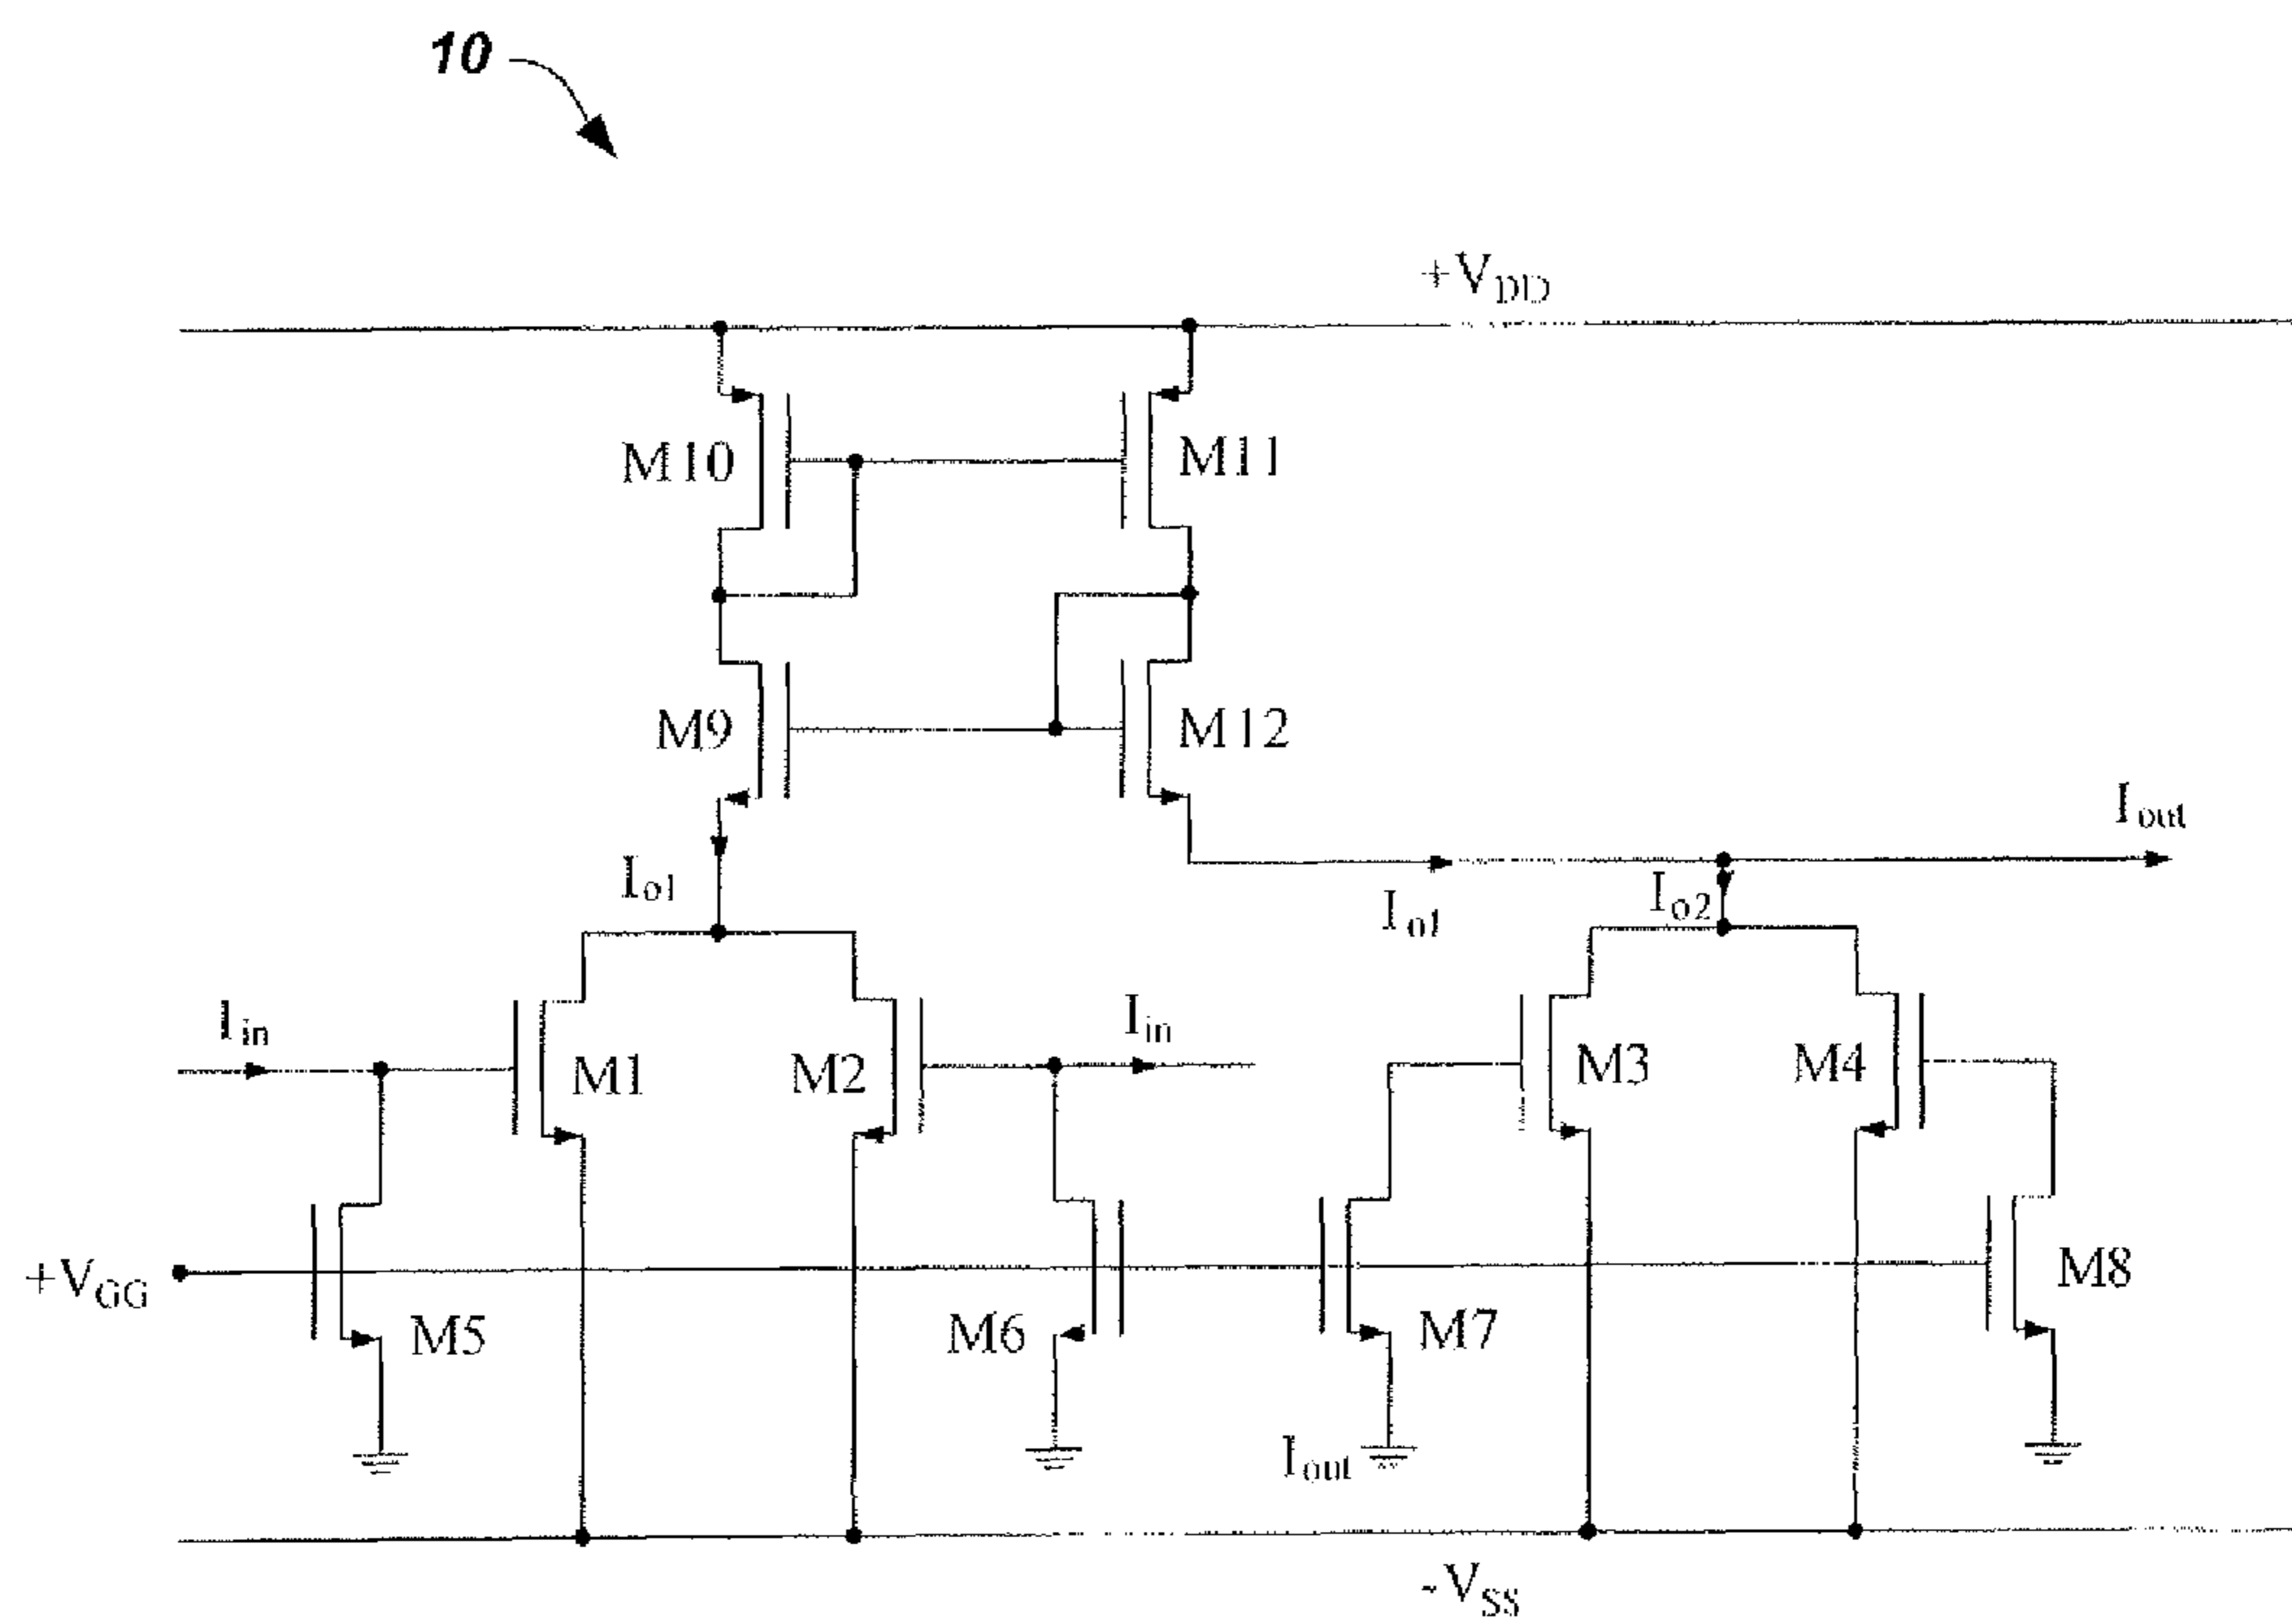 10
+V_DD
M10
M11
M9
M12
I_out
I_o1
I_o1
I_o2
I_in
I_in
M1
M2
M3
M4
+V_GG
M5
M6
M7
M8
I_out
-V_SS